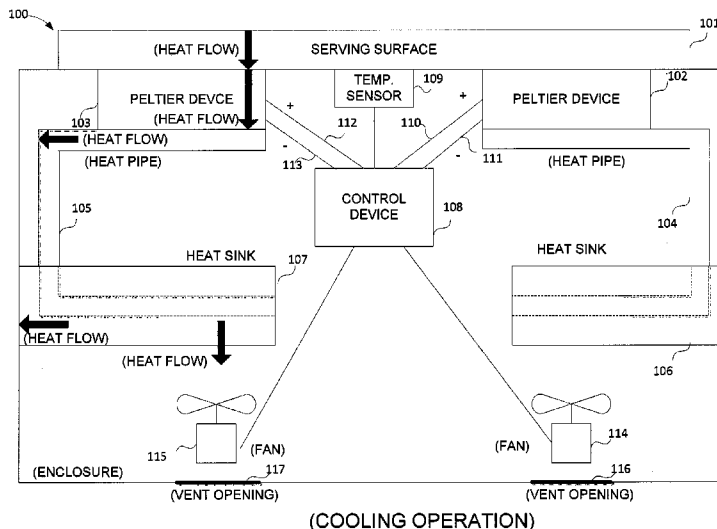 100
(HEAT FLOW)
SERVING SURFACE
101
TEMP.
SENSOR
109
102
103
PELTIER DEVCE
(HEAT FLOW)
PELTIER DEVICE
+
+
112
110
(HEAT FLOW)
(HEAT PIPE)
-
113
-
111
(HEAT PIPE)
CONTROL
DEVICE
108
105
104
HEAT SINK
107
HEAT SINK
(HEAT FLOW)
(HEAT FLOW)
106
115
(FAN)
(FAN)
114
(ENCLOSURE)
117
116
(VENT OPENING)
(VENT OPENING)
(COOLING OPERATION)